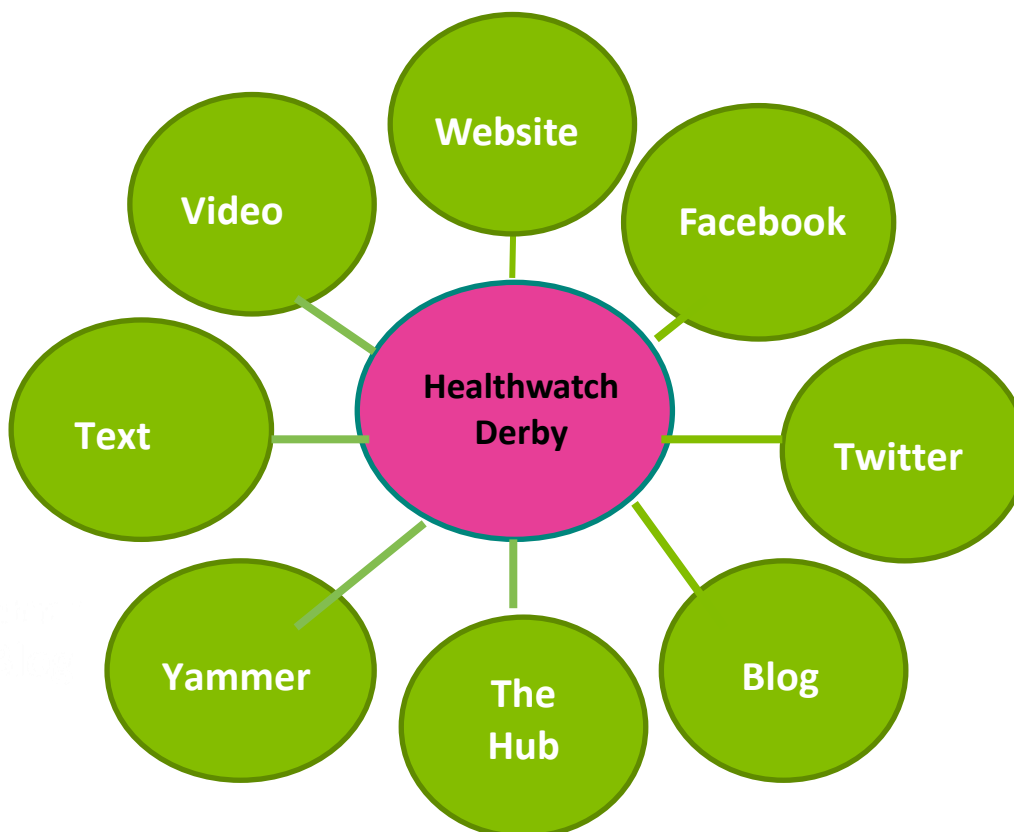 Website
Video
Facebook
Healthwatch
Derby
Text
Twitter
Yammer
The
Hub
Blog